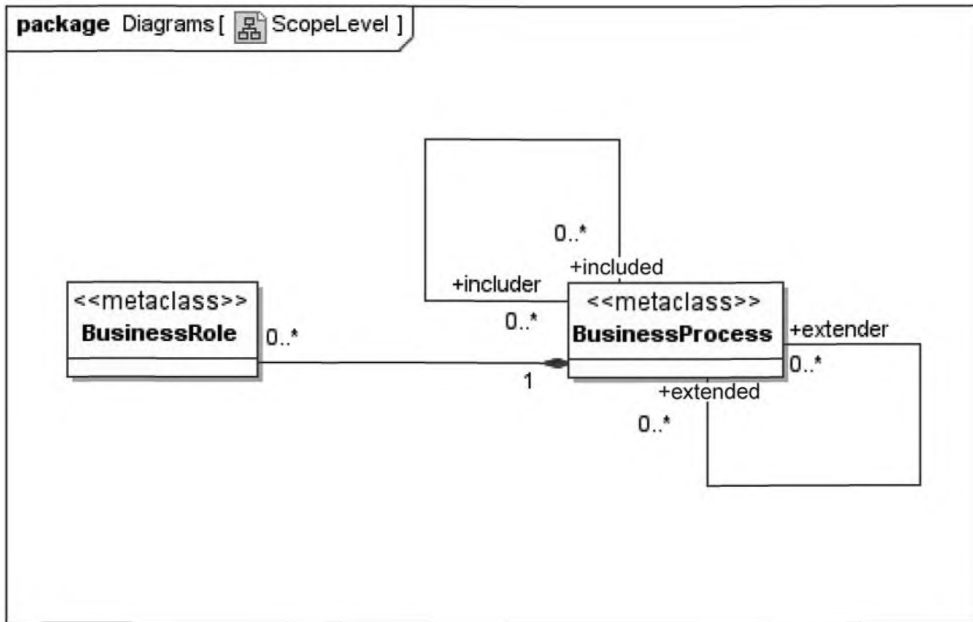 package Diagrams [ ScopeLevel ]
0..*
+included
+includer
0..*
<<metaclass>>
BusinessRole
0..*
1
<<metaclass>>
BusinessProcess
+extender
0..*
+extended
0..*